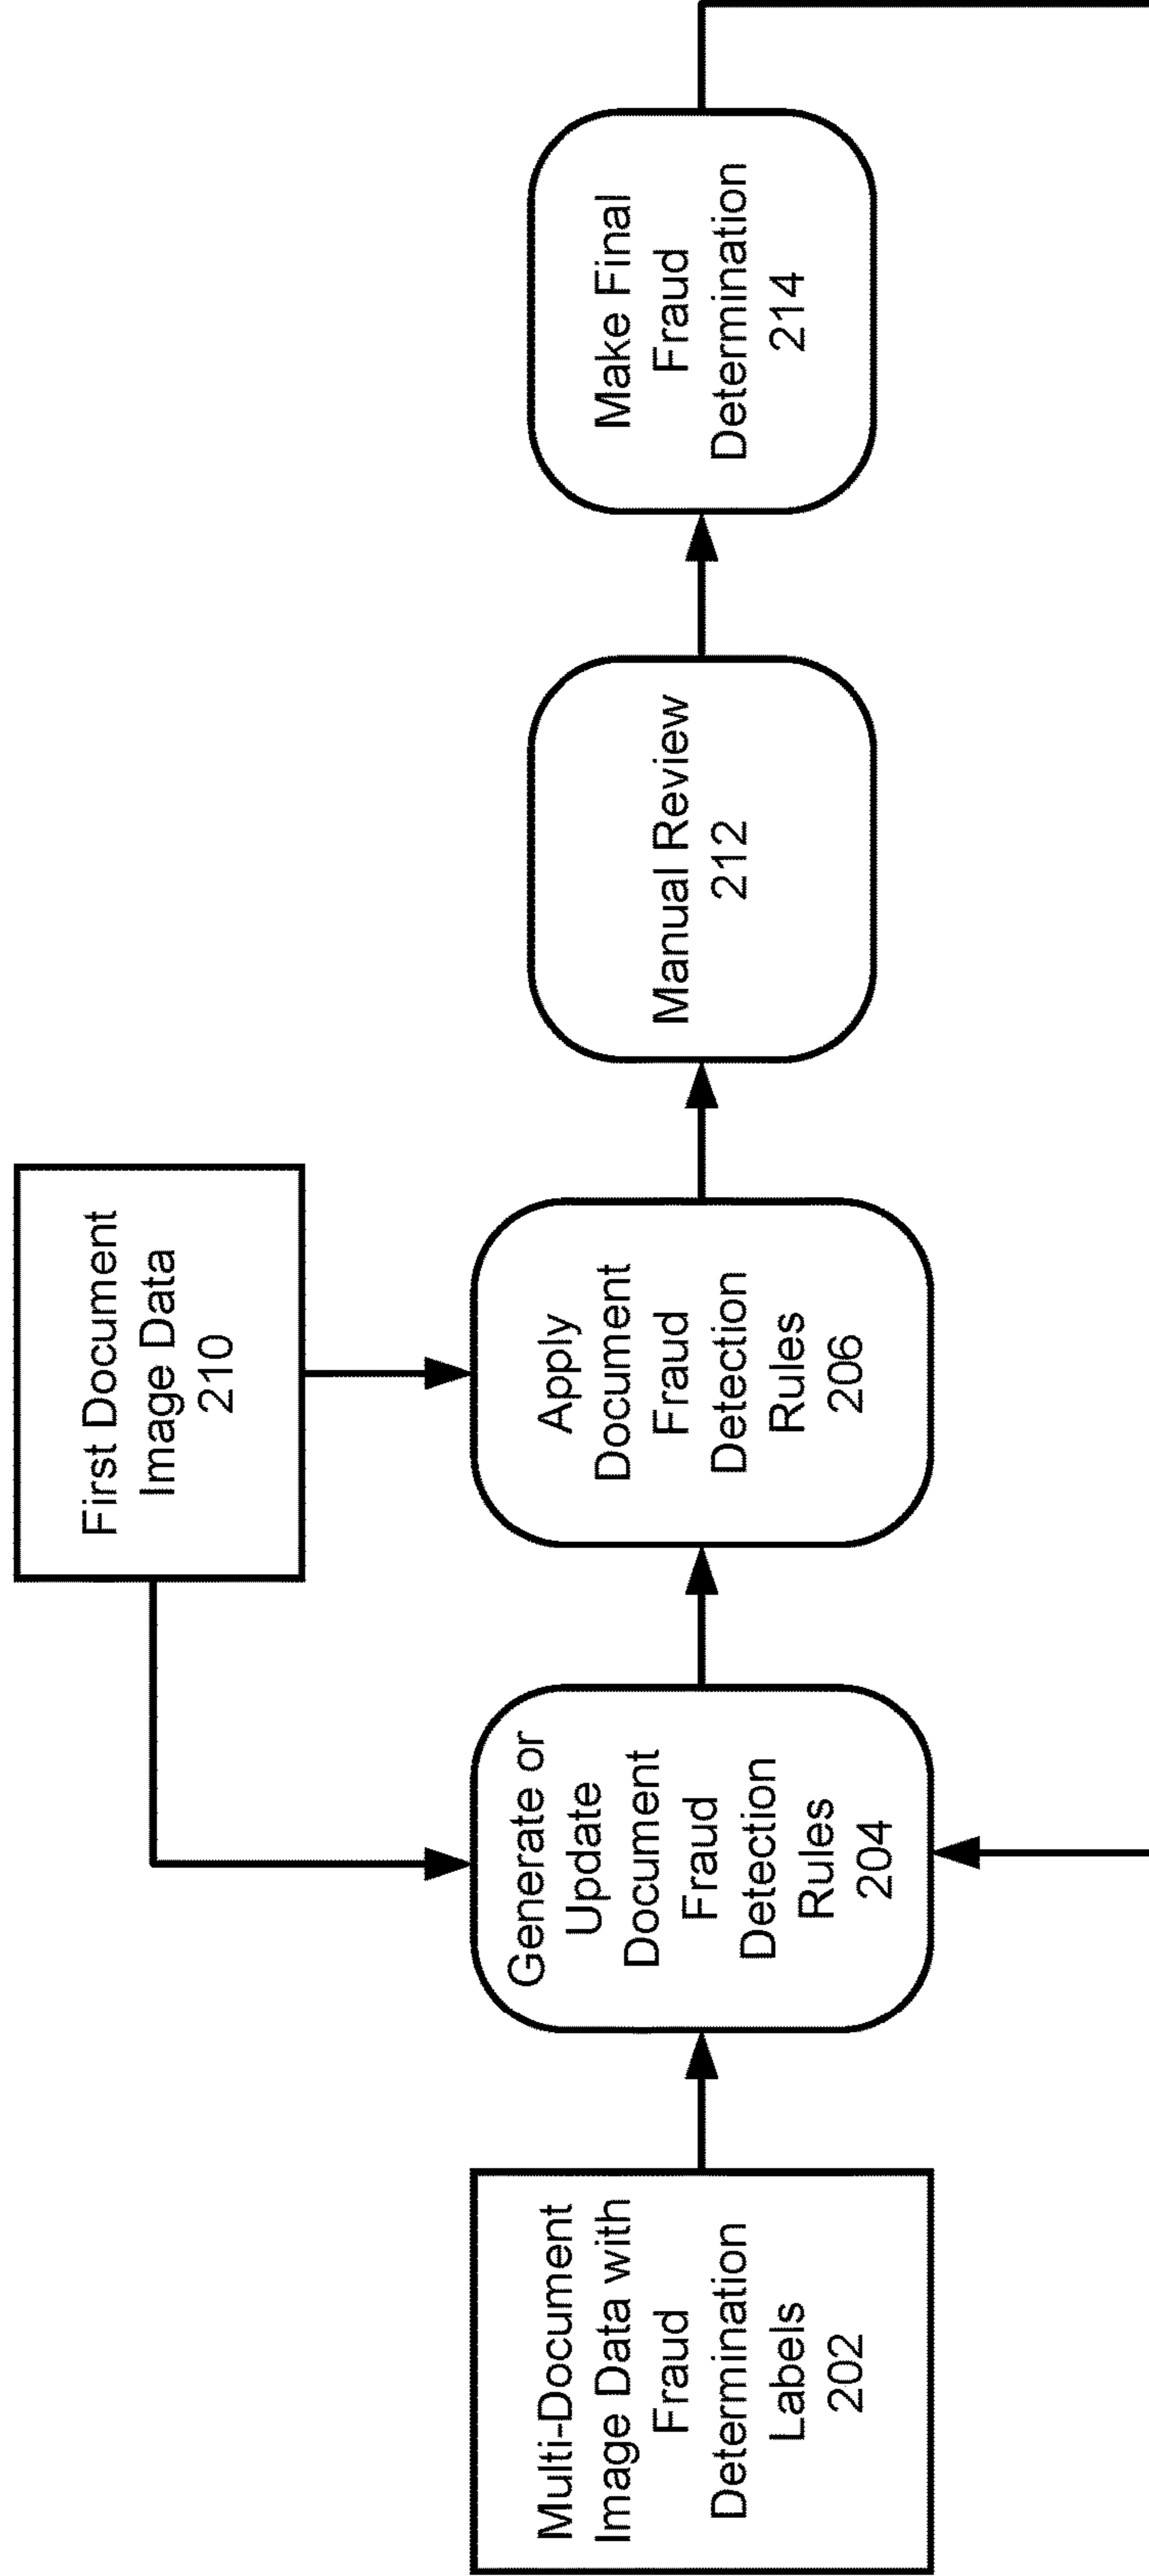 First Document
Image Data
210
Multi-Document
Image Data with
Fraud
Determination
Labels
202
Generate or
Update
Document
Fraud
Detection
Rules
204
Apply
Document
Fraud
Detection
Rules
206
Manual Review
212
Make Final
Fraud
Determination
214